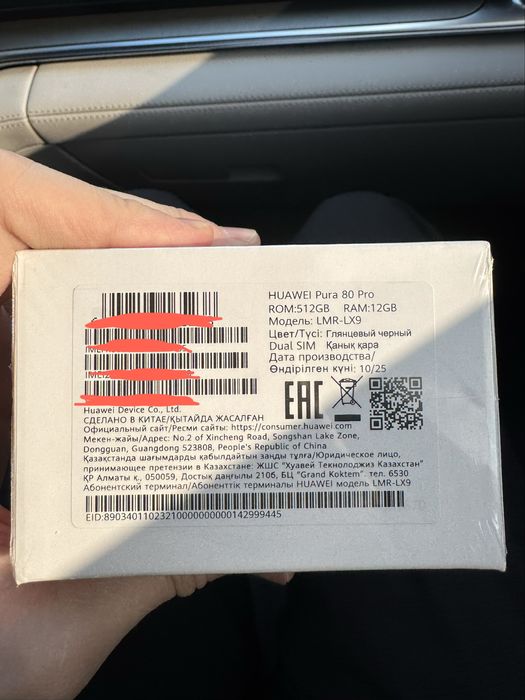 HUAWEI Pura 80 Pro
ROM:512GB RAM:12GB
Модель: LMR-LX9
Цвет/Түсі: Глянцевый черный
Dual SIM Қанық қара
Дата производства/
Өндірілген күні: 10/25
EAC
Huawei Device Co., Ltd.
СДЕЛАНО В КИТАЕ/ҚЫТАЙДА ЖАСАЛҒАН
Официальный сайт/Ресми сайты: https://consumer.huawei.com
Мекен-жайы/Адрес: No.2 of Xincheng Road, Songshan Lake Zone,
Dongguan, Guangdong 523808, People's Republic of China
Қазақстанда шағымдарды қабылдайтын заңды тұлға/Юридическое лицо,
принимающее претензии в Казахстане: ЖШС "Хуавей Текнолоджиз Казахстан"
ҚР Алматы қ., 050059, Достық даңғылы 210б, БЦ "Grand Koktem". тел. 6530
Абонентский терминал/Абоненттік терминалы HUAWEI модель LMR-LX9
EID:89034011023210000000000142999445